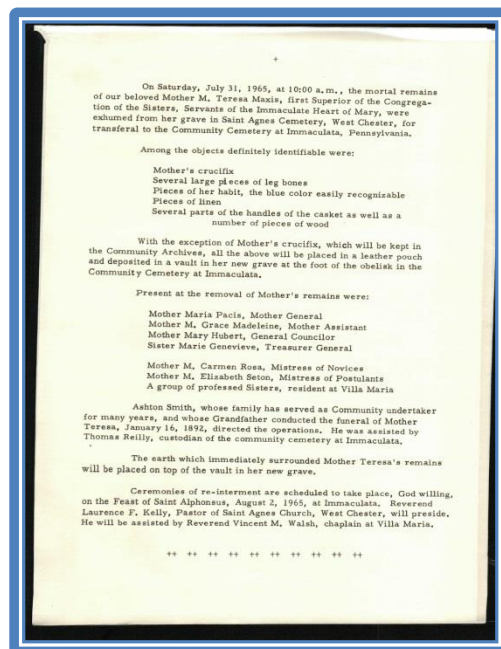 +
On Saturday, July 31, 1965, at 10:00 a.m., the mortal remains
of our beloved Mother M. Teresa Maxis, first Superior of the Congrega-
tion of the Sisters, Servants of the Immaculate Heart of Mary, were
exhumed from her grave in Saint Agnes Cemetery, West Chester, for
transferal to the Community Cemetery at Immaculata, Pennsylvania.
Among the objects definitely identifiable were:
Mother's crucifix
Several large pieces of leg bones
Pieces of her habit, the blue color easily recognizable
Pieces of linen
Several parts of the handles of the casket as well as a
number of pieces of wood
With the exception of Mother's crucifix, which will be kept in
the Community Archives, all the above will be placed in a leather pouch
and deposited in a vault in her new grave at the foot of the obelisk in the
Community Cemetery at Immaculata.
Present at the removal of Mother's remains were:
Mother Maria Pacis, Mother General
Mother M. Grace Madeleine, Mother Assistant
Mother Mary Hubert, General Councilor
Sister Marie Genevieve, Treasurer General
Mother M. Carmen Rosa, Mistress of Novices
Mother M. Elizabeth Seton, Mistress of Postulants
A group of professed Sisters, resident at Villa Maria
Ashton Smith, whose family has served as Community undertaker
for many years, and whose Grandfather conducted the funeral of Mother
Teresa, January 16, 1892, directed the operations. He was assisted by
Thomas Reilly, custodian of the community cemetery at Immaculata.
The earth which immediately surrounded Mother Teresa's remains
will be placed on top of the vault in her new grave.
Ceremonies of re-interment are scheduled to take place, God willing,
on the Feast of Saint Alphonsus, August 2, 1965, at Immaculata. Reverend
Laurence F. Kelly, Pastor of Saint Agnes Church, West Chester, will preside.
He will be assisted by Reverend Vincent M. Walsh, chaplain at Villa Maria.
++ ++ ++ ++ ++ ++ ++ ++ ++ ++